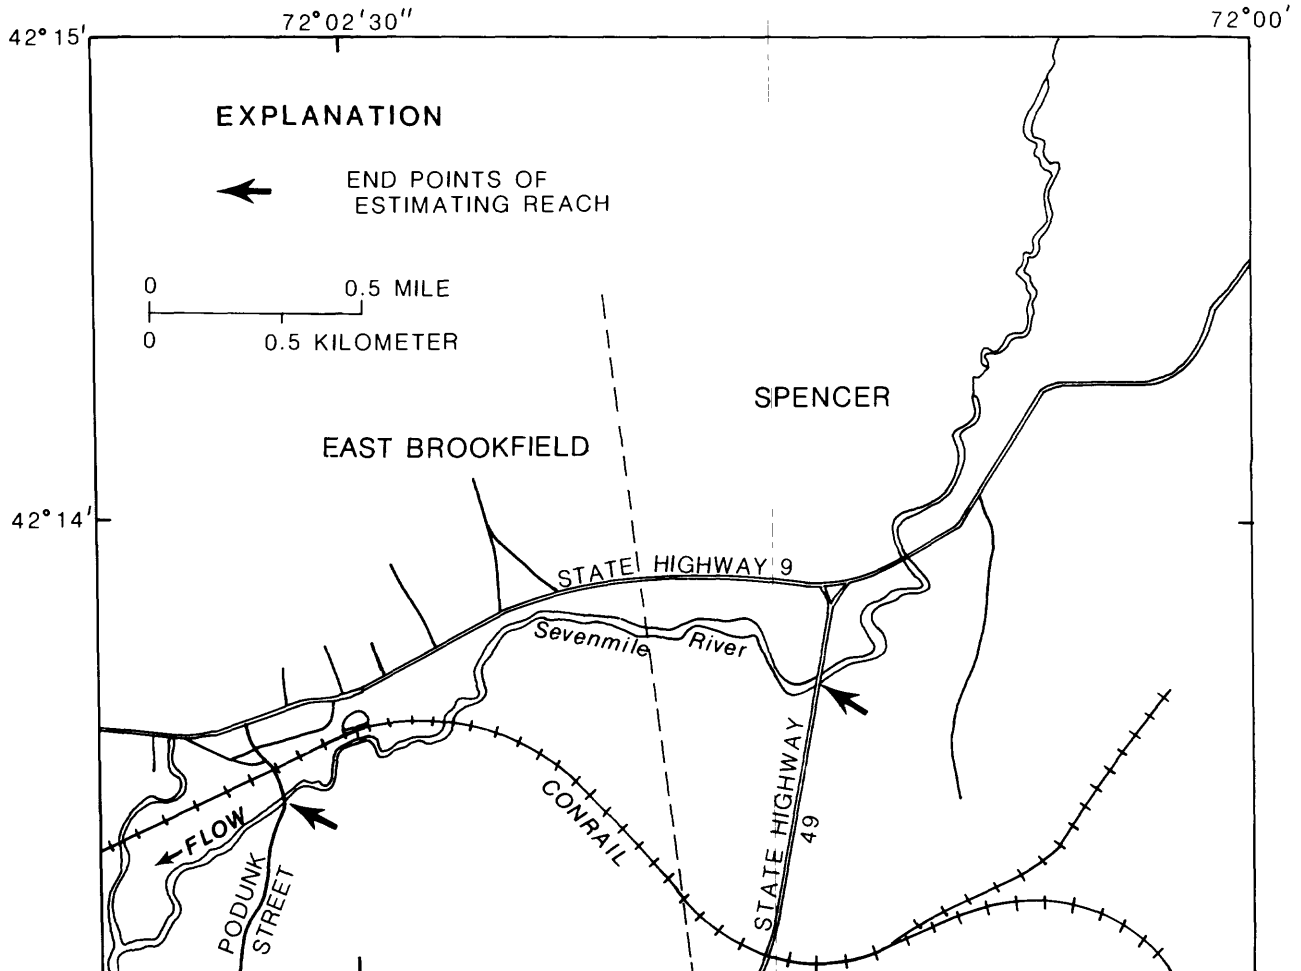 72°02'30"
72°00'
42°15'
EXPLANATION
END POINTS OF
ESTIMATING REACH
0 0.5 MILE
0 0.5 KILOMETER
SPENCER
EAST BROOKFIELD
42°14'
STATE HIGHWAY 9
Sevenmile River
STATE HIGHWAY
49
CONRAIL
FLOW
PODUNK
STREET